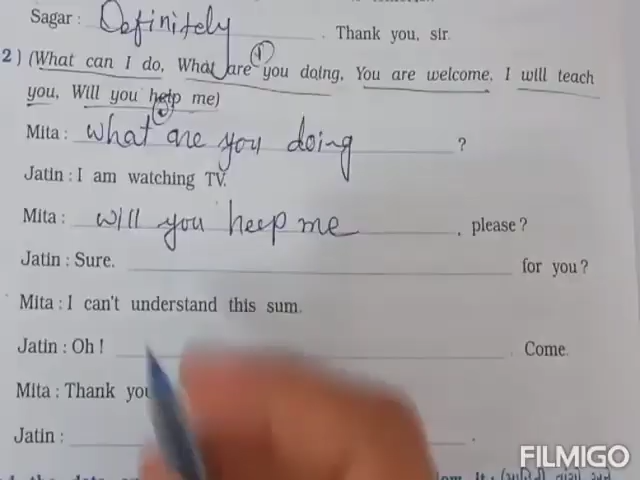 Sagar : Definitely . Thank you, sir.
2 ) (What can I do, What are you doing, You are welcome, I will teach
you, Will you help me)
Mita : what are you doing ?
Jatin : I am watching TV.
Mita : will you heep me , please?
Jatin : Sure. for you?
Mita : I can't understand this sum.
Jatin : Oh ! . Come.
Mita : Thank you
Jatin : .
FILMIGO